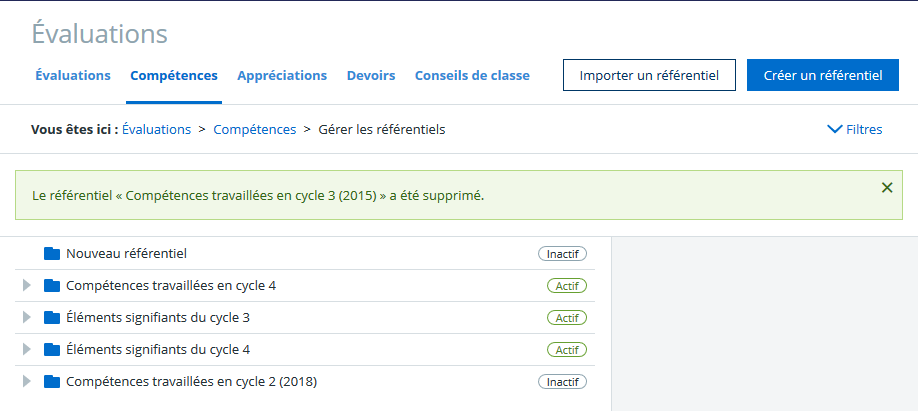 Évaluations
Évaluations Compétences Appréciations Devoirs Conseils de classe Importer un référentiel Créer un référentiel
Vous êtes ici : Évaluations > Compétences > Gérer les référentiels Filtres
Le référentiel « Compétences travaillées en cycle 3 (2015) » a été supprimé.
Nouveau référentiel Inactif
Compétences travaillées en cycle 4 Actif
Éléments signifiants du cycle 3 Actif
Éléments signifiants du cycle 4 Actif
Compétences travaillées en cycle 2 (2018) Inactif